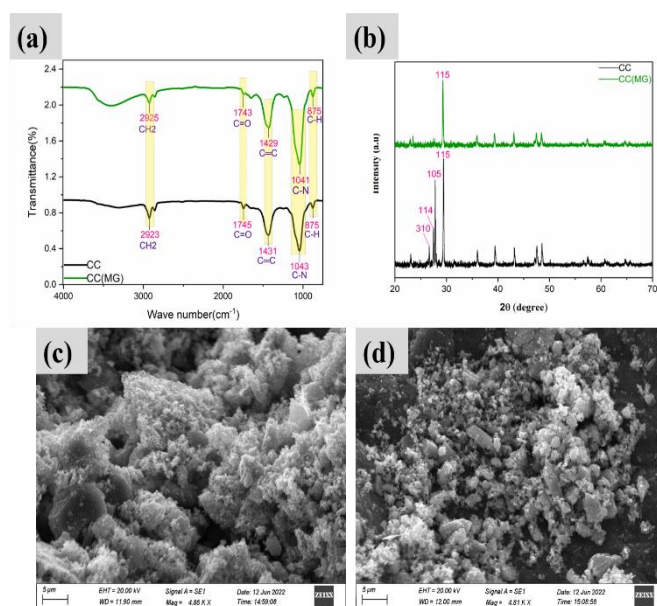 (a)
2.4
2.0
1.6
1.2
0.8
0.4
0.0
Transmittance(%)
2925
CH2
1743
C=O
1429
C=C
1041
C-N
875
C-H
2923
CH2
1745
C=O
1431
C=C
1043
C-N
875
C-H
CC
CC(MG)
4000 3000 2000 1000
Wave number(cm⁻¹)
(b)
CC
CC(MG)
115
115
105
114
310
Intensity (a.u)
20 30 40 50 60 70
2θ (degree)
(c)
5 µm
EHT = 20.00 kV Signal A = SE1 Date: 12 Jun 2022
WD = 11.90 mm Mag = 4.86 K X Time: 14:59:08
ZEISS
(d)
5 µm
EHT = 20.00 kV Signal A = SE1 Date: 12 Jun 2022
WD = 12.00 mm Mag = 4.81 K X Time: 15:08:58
ZEISS